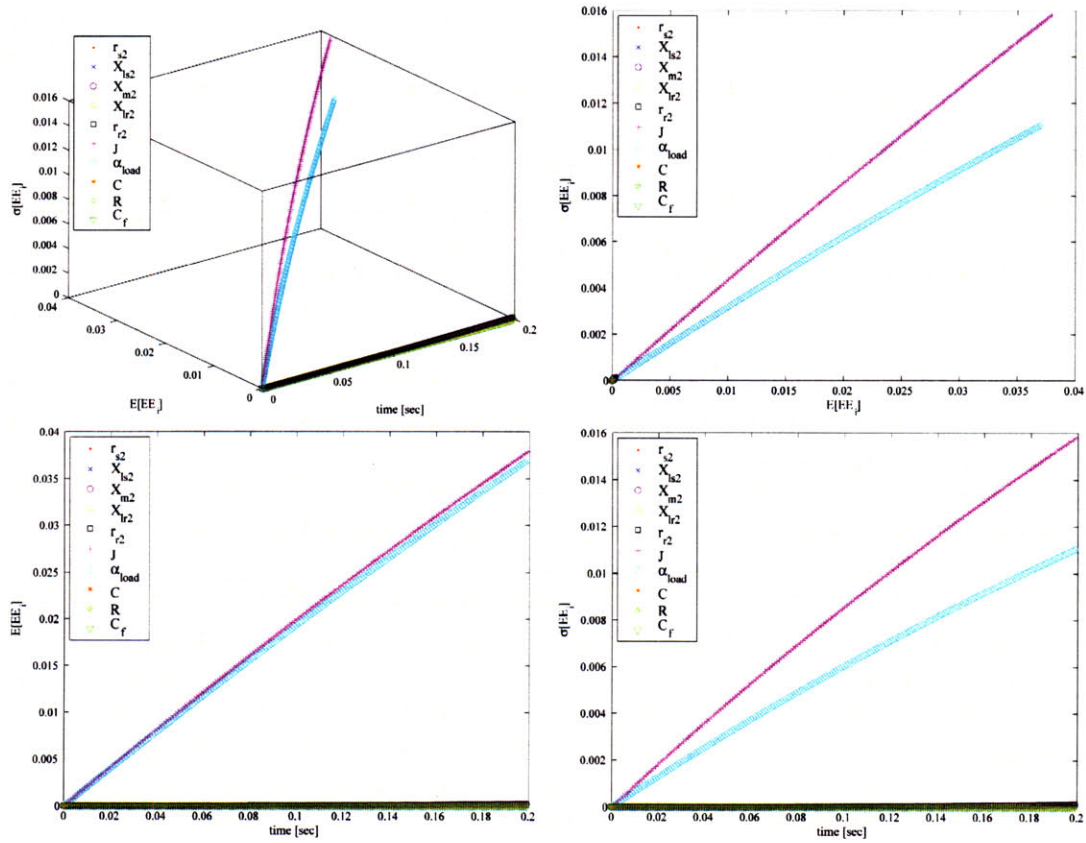 r_s2
X_ls2
X_m2
X_lr2
r_r2
J
α_load
C
R
C_f
0.016
0.014
0.012
0.01
0.008
0.006
0.004
0.002
0
σ[EE_i]
0.04
0.03
0.02
0.01
0
E[EE_i]
0
0.05
0.1
0.15
0.2
time [sec]
r_s2
X_ls2
X_m2
X_lr2
r_r2
J
α_load
C
R
C_f
0.016
0.014
0.012
0.01
0.008
0.006
0.004
0.002
0
σ[EE_i]
0 0.005 0.01 0.015 0.02 0.025 0.03 0.035 0.04
E[EE_i]
r_s2
X_ls2
X_m2
X_lr2
r_r2
J
α_load
C
R
C_f
0.04
0.035
0.03
0.025
0.02
0.015
0.01
0.005
0
E[EE_i]
0 0.02 0.04 0.06 0.08 0.1 0.12 0.14 0.16 0.18 0.2
time [sec]
r_s2
X_ls2
X_m2
X_lr2
r_r2
J
α_load
C
R
C_f
0.016
0.014
0.012
0.01
0.008
0.006
0.004
0.002
0
σ[EE_i]
0 0.02 0.04 0.06 0.08 0.1 0.12 0.14 0.16 0.18 0.2
time [sec]